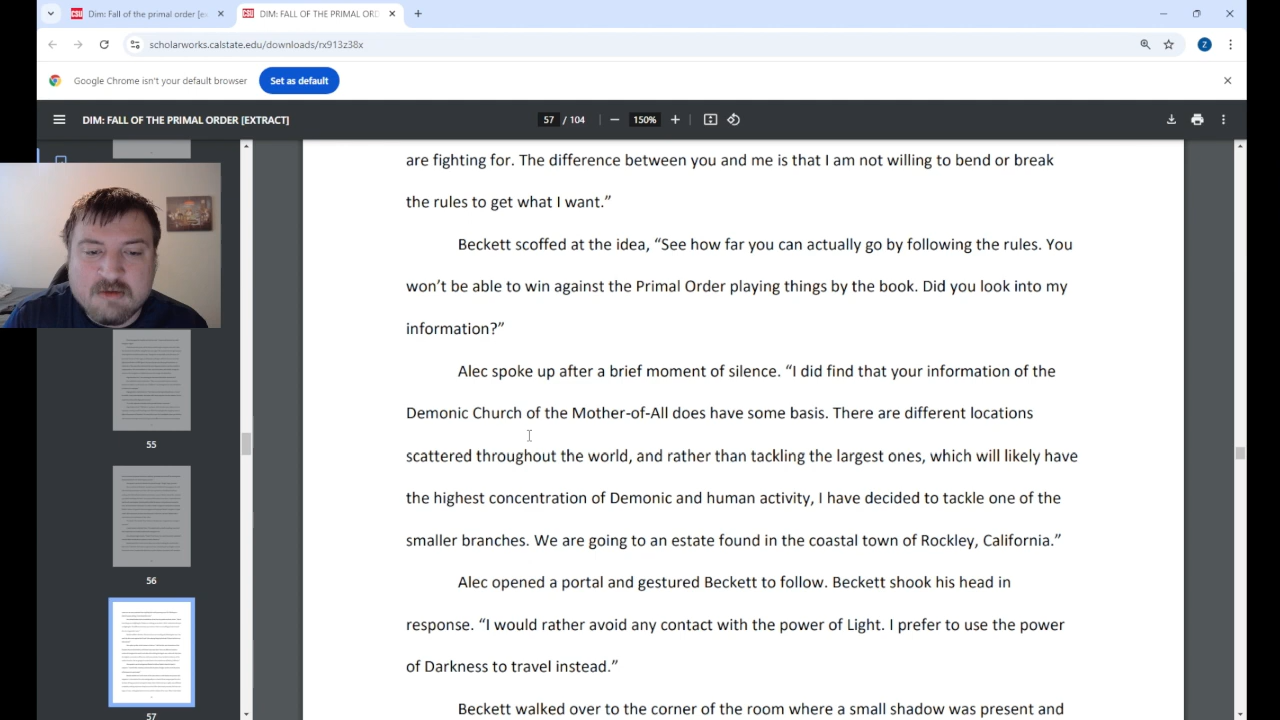 DIM: Fall of the primal order [ex
DIM: FALL OF THE PRIMAL ORD
scholarworks.calstate.edu/downloads/rx913z38x
Z
Google Chrome isn't your default browser
Set as default
DIM: FALL OF THE PRIMAL ORDER [EXTRACT]
57 / 104
150%
are fighting for. The difference between you and me is that I am not willing to bend or break
the rules to get what I want.”
Beckett scoffed at the idea, “See how far you can actually go by following the rules. You
won’t be able to win against the Primal Order playing things by the book. Did you look into my
information?”
Alec spoke up after a brief moment of silence. “I did find that your information of the
Demonic Church of the Mother-of-All does have some basis. There are different locations
scattered throughout the world, and rather than tackling the largest ones, which will likely have
the highest concentration of Demonic and human activity, I have decided to tackle one of the
smaller branches. We are going to an estate found in the coastal town of Rockley, California.”
Alec opened a portal and gestured Beckett to follow. Beckett shook his head in
response. “I would rather avoid any contact with the power of Light. I prefer to use the power
of Darkness to travel instead.”
Beckett walked over to the corner of the room where a small shadow was present and
55
56
57